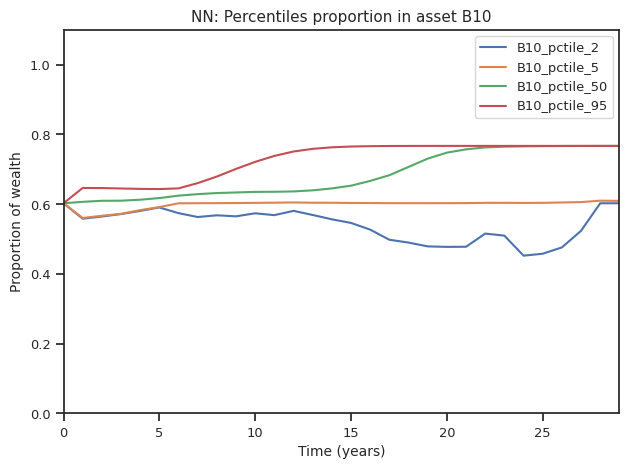 NN: Percentiles proportion in asset B10
B10_pctile_2
B10_pctile_5
B10_pctile_50
B10_pctile_95
1.0
0.8
0.6
0.4
0.2
0.0
Proportion of wealth
0 5 10 15 20 25
Time (years)